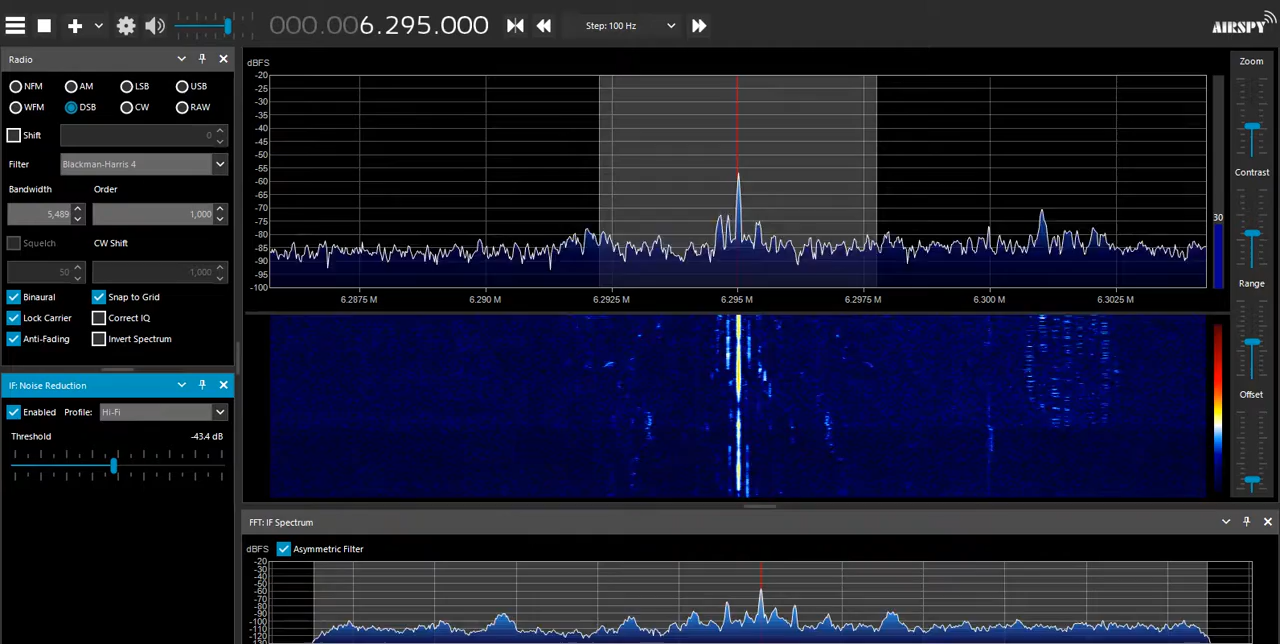 000.006.295.000
Step: 100 Hz
AIRSPY
Radio
NFM AM LSB USB
WFM DSB CW RAW
Shift 0
Filter Blackman-Harris 4
Bandwidth Order
5,489 1,000
Squelch CW Shift
50 1,000
Binaural Snap to Grid
Lock Carrier Correct IQ
Anti-Fading Invert Spectrum
IF: Noise Reduction
Enabled Profile: Hi-Fi
Threshold -43.4 dB
dBFS
-20
-25
-30
-35
-40
-45
-50
-55
-60
-65
-70
-75
-80
-85
-90
-95
-100
6.2875 M 6.290 M 6.2925 M 6.295 M 6.2975 M 6.300 M 6.3025 M
30
Zoom
Contrast
Range
Offset
FFT: IF Spectrum
dBFS Asymmetric Filter
-20
-30
-40
-50
-60
-70
-80
-90
-100
-110
-120